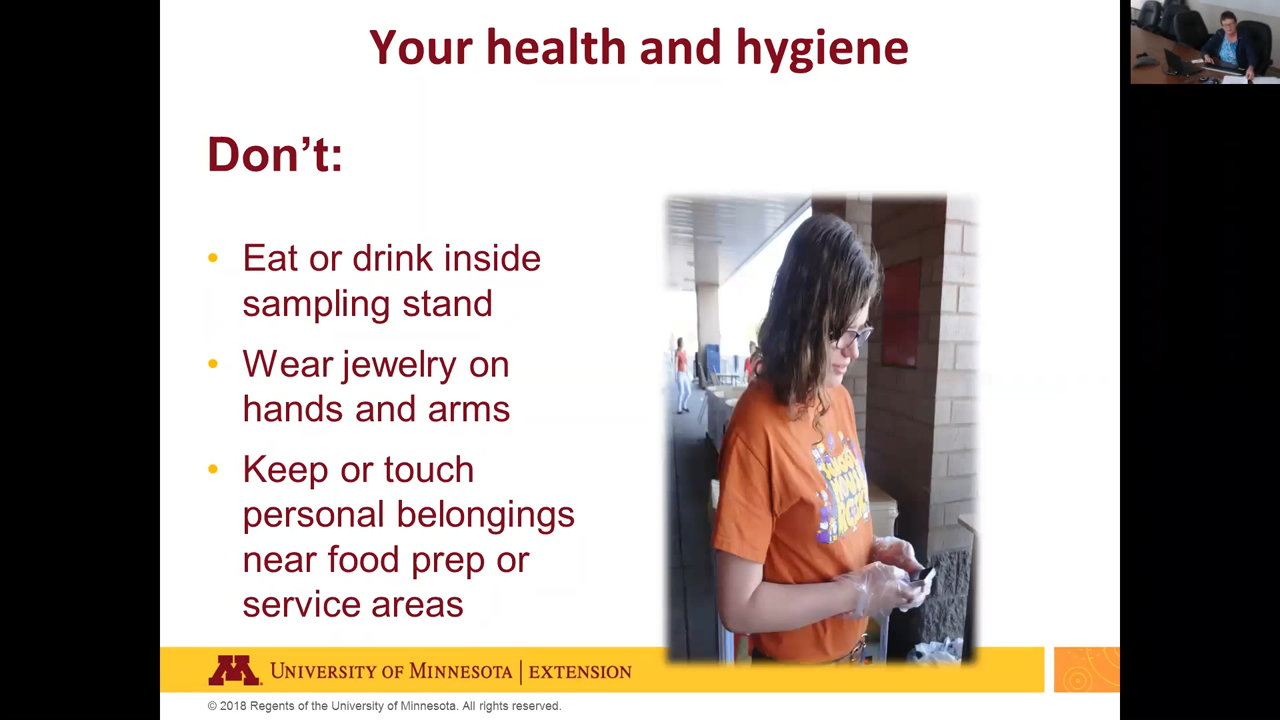 Your health and hygiene
Don't:
• Eat or drink inside
sampling stand
• Wear jewelry on
hands and arms
• Keep or touch
personal belongings
near food prep or
service areas
M UNIVERSITY OF MINNESOTA | EXTENSION
© 2018 Regents of the University of Minnesota. All rights reserved.